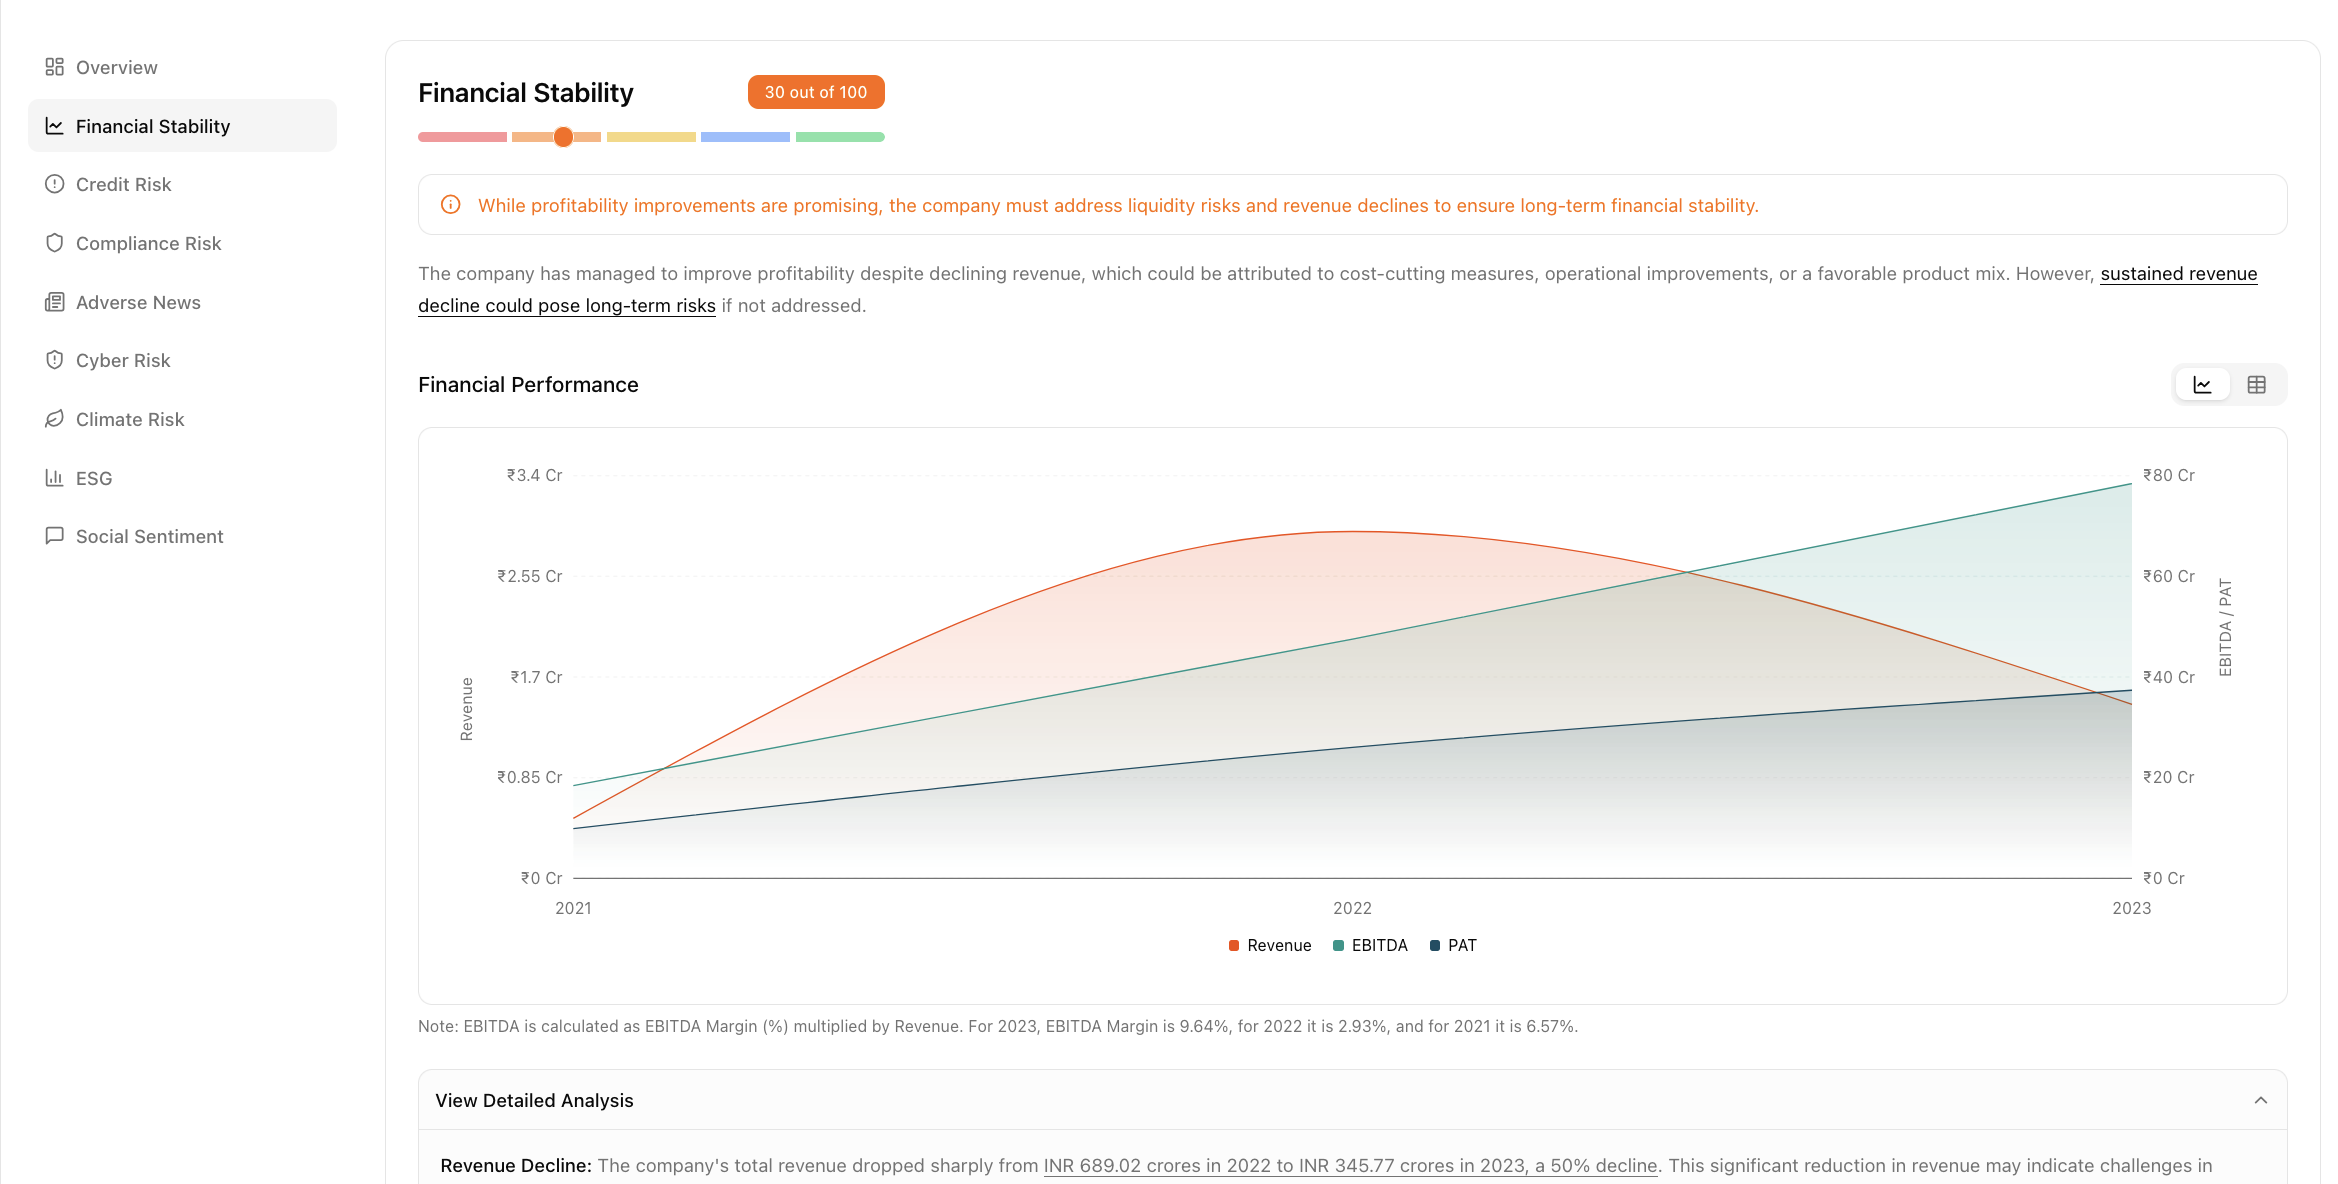 Overview
Financial Stability
Credit Risk
Compliance Risk
Adverse News
Cyber Risk
Climate Risk
ESG
Social Sentiment
Financial Stability
30 out of 100
While profitability improvements are promising, the company must address liquidity risks and revenue declines to ensure long-term financial stability.
The company has managed to improve profitability despite declining revenue, which could be attributed to cost-cutting measures, operational improvements, or a favorable product mix. However, sustained revenue
decline could pose long-term risks if not addressed.
Financial Performance
₹3.4 Cr
₹2.55 Cr
₹1.7 Cr
₹0.85 Cr
₹0 Cr
Revenue
₹80 Cr
₹60 Cr
₹40 Cr
₹20 Cr
₹0 Cr
EBITDA / PAT
2021
2022
2023
Revenue
EBITDA
PAT
Note: EBITDA is calculated as EBITDA Margin (%) multiplied by Revenue. For 2023, EBITDA Margin is 9.64%, for 2022 it is 2.93%, and for 2021 it is 6.57%.
View Detailed Analysis
Revenue Decline: The company's total revenue dropped sharply from INR 689.02 crores in 2022 to INR 345.77 crores in 2023, a 50% decline. This significant reduction in revenue may indicate challenges in